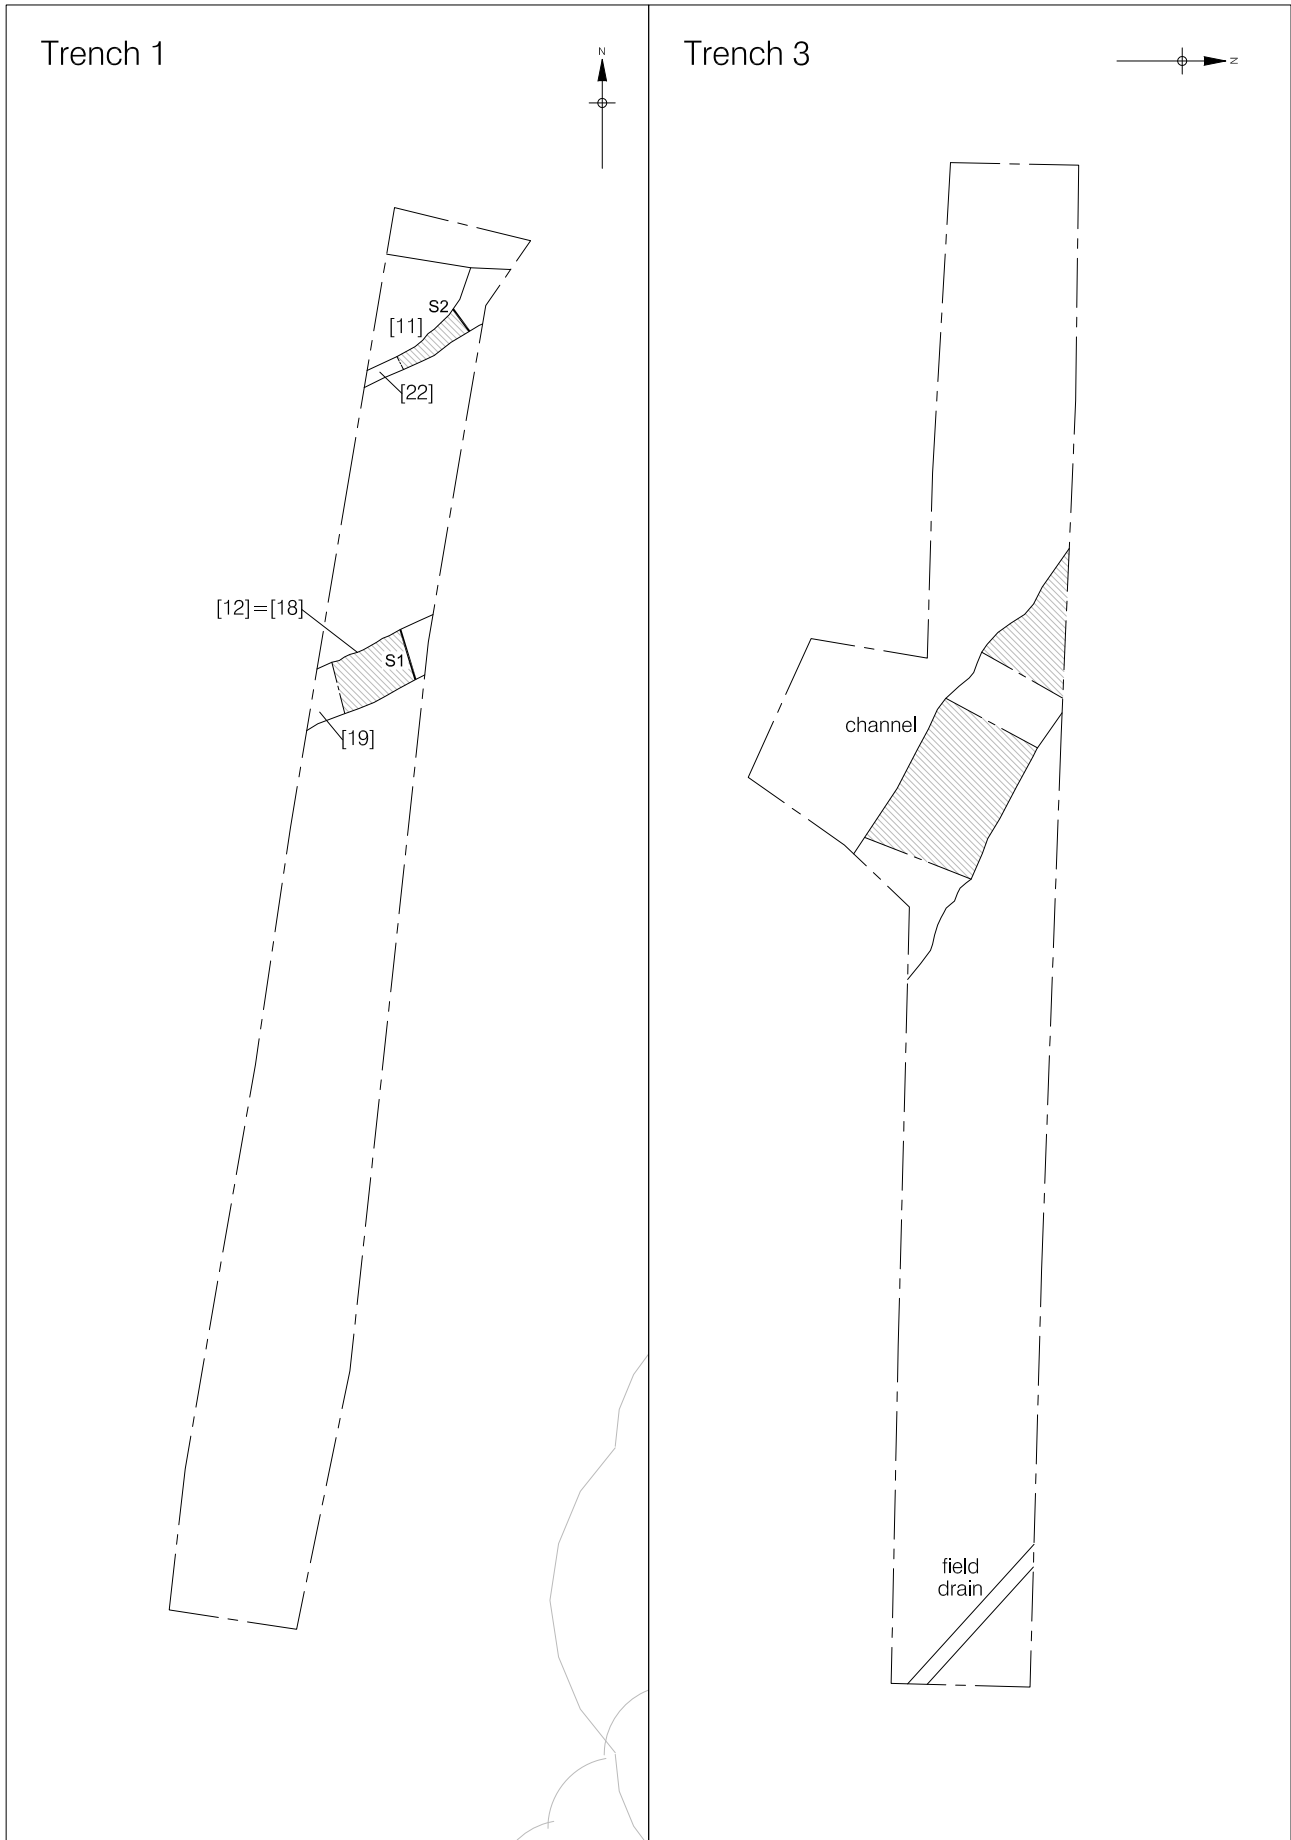 Trench 1
N
S2
[11]
[22]
[12]=[18]
S1
[19]
Trench 3
N
channel
field
drain